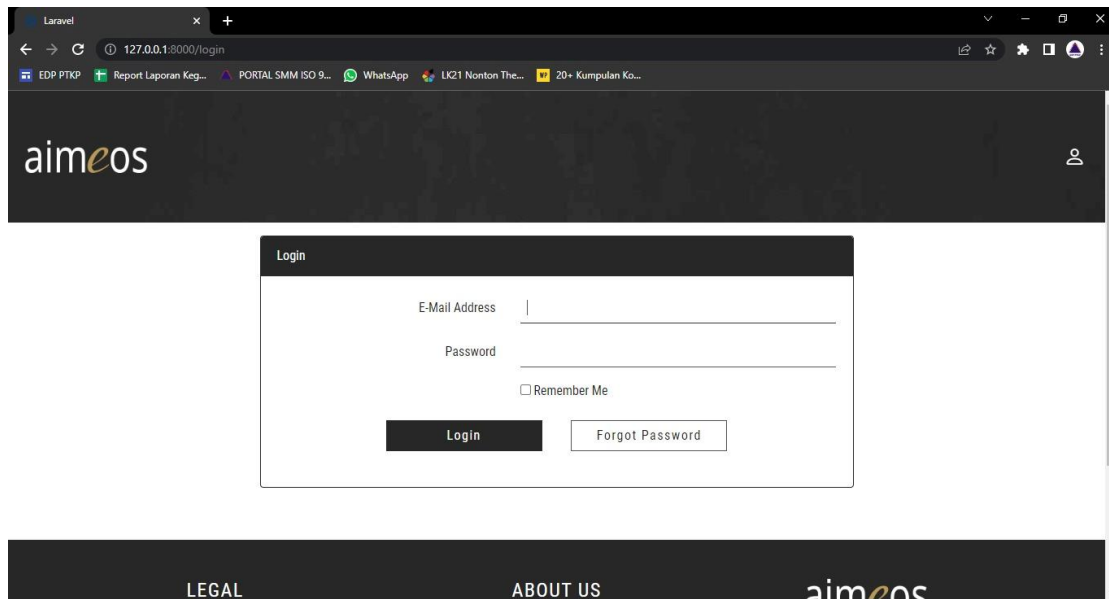 Laravel
127.0.0.1:8000/login
EDP PTKP Report Laporan Keg... PORTAL SMM ISO 9... WhatsApp LK21 Nonton The... 20+ Kumpulan Ko...
aimeos
Login
E-Mail Address
Password
Remember Me
Login Forgot Password
LEGAL ABOUT US aimeos